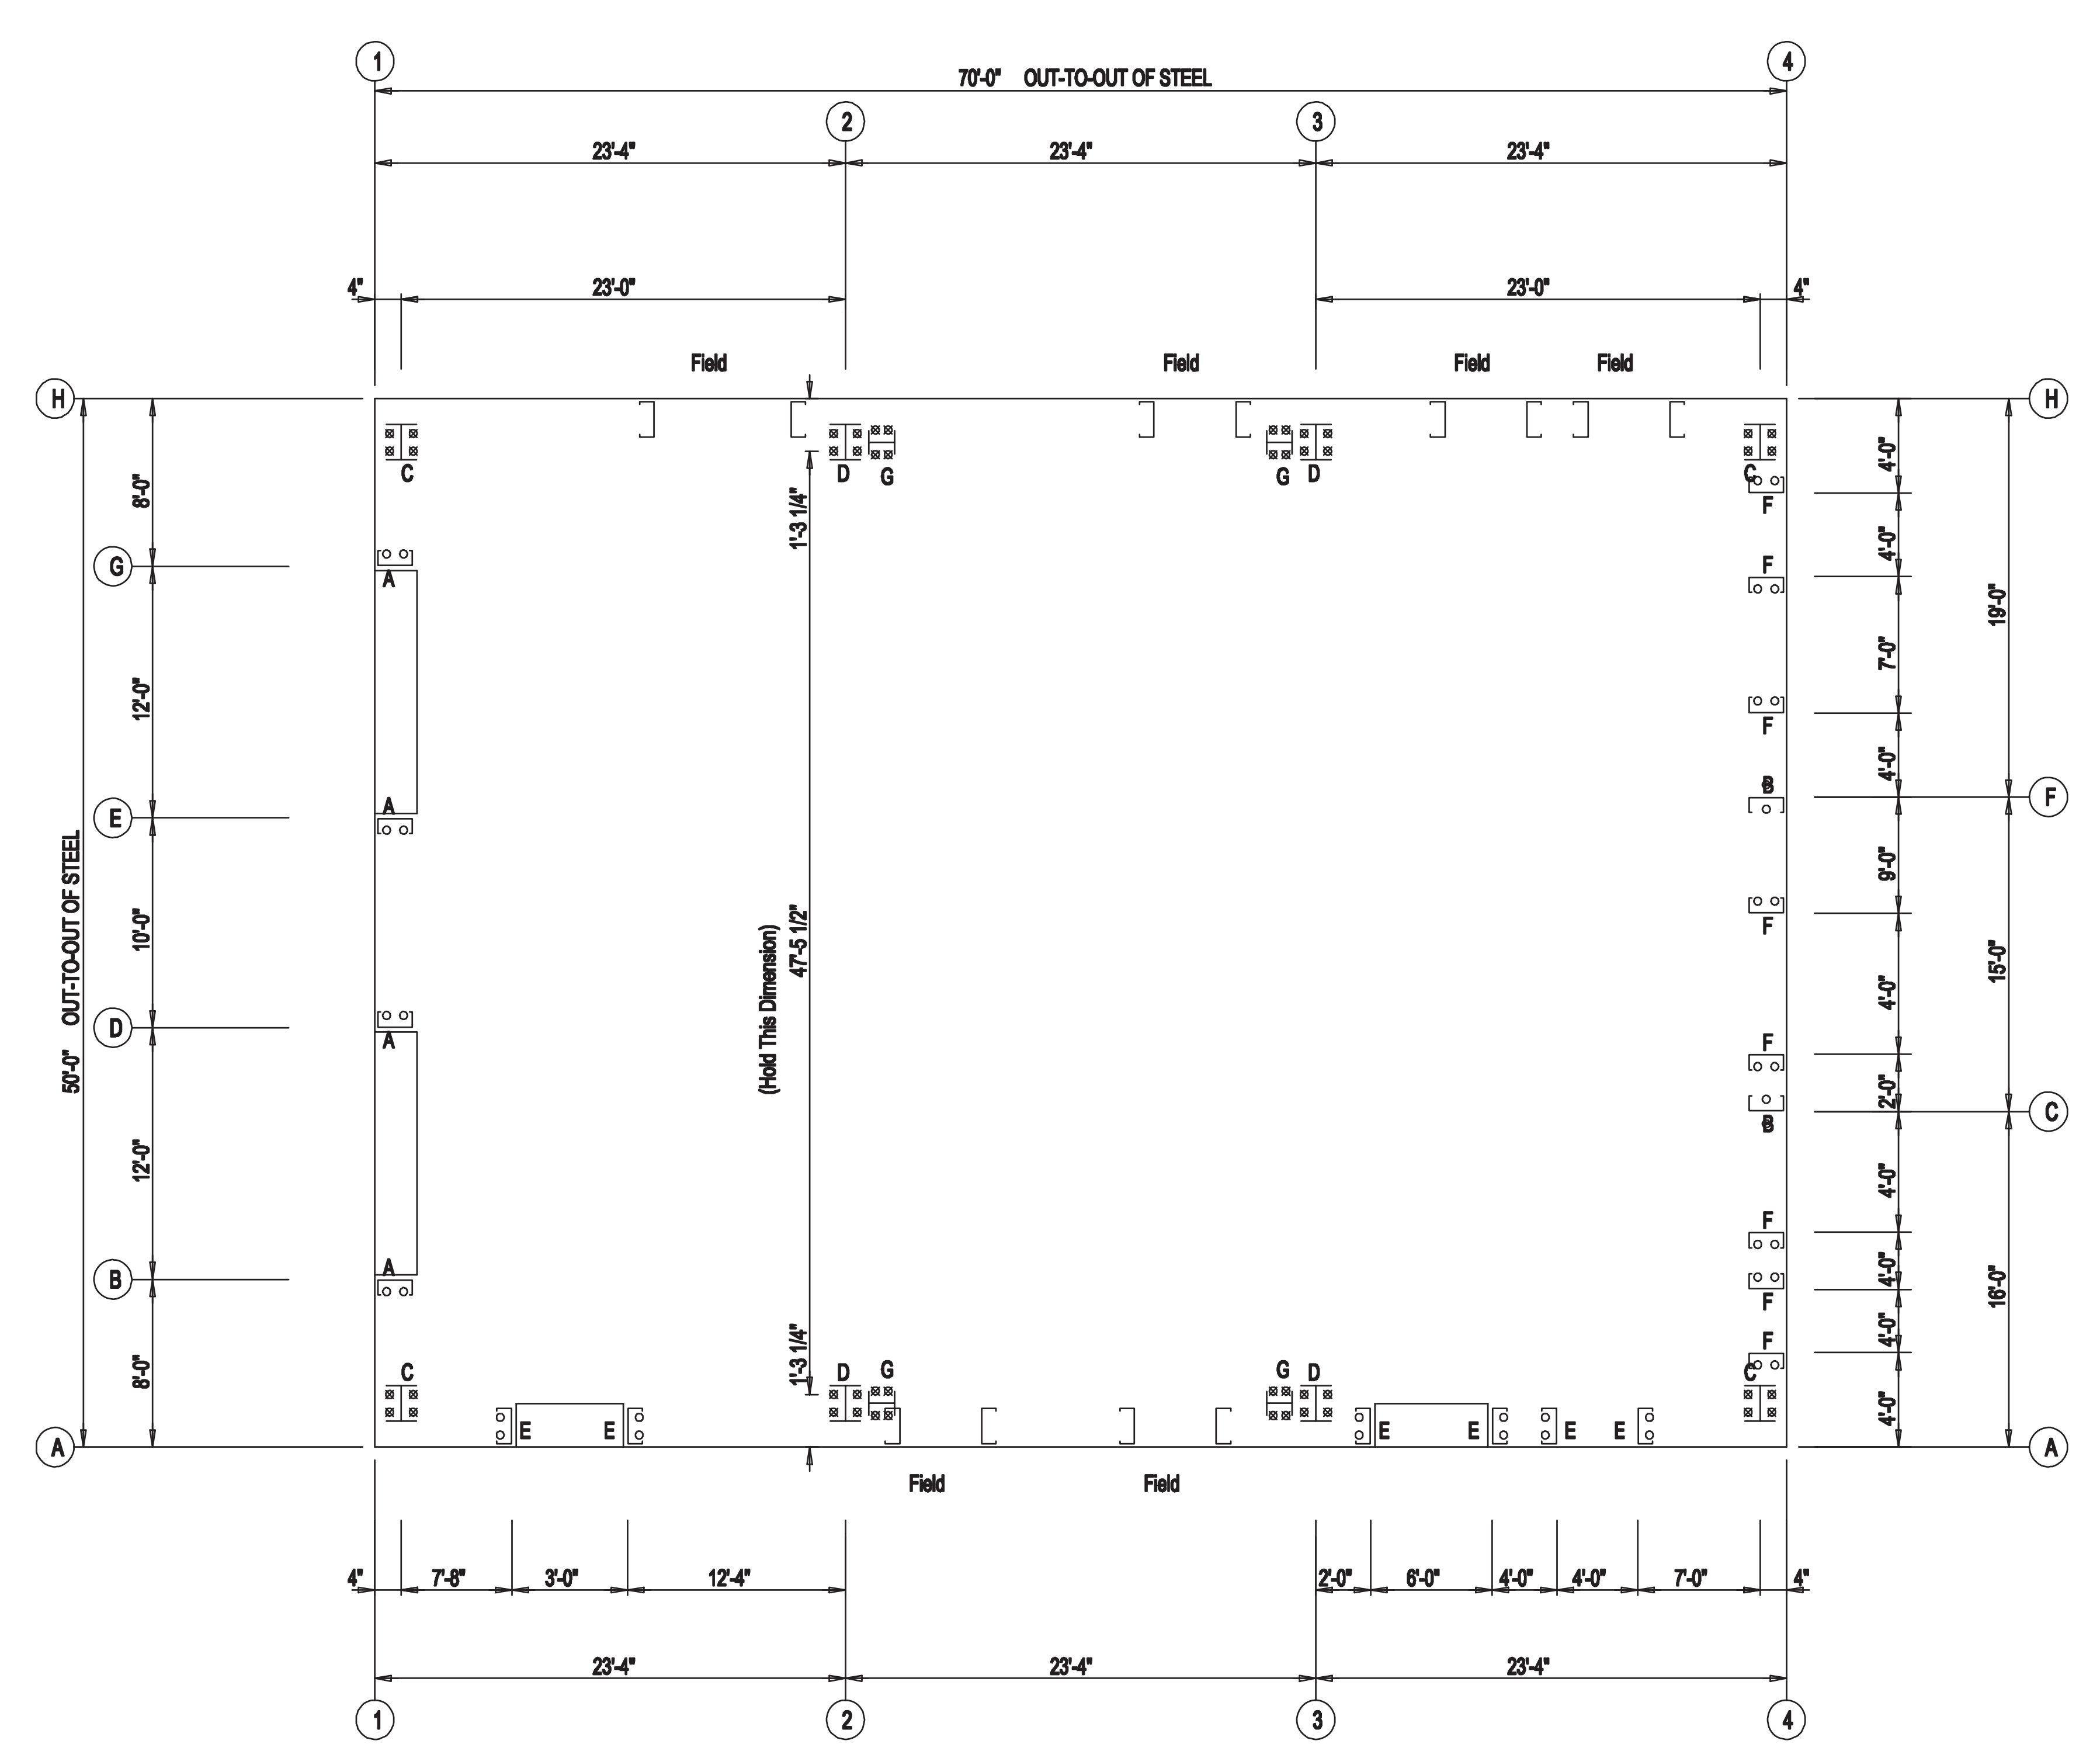 1
4
70'-0" OUT-TO-OUT OF STEEL
2
3
23'-4"
23'-4"
23'-4"
4"
23'-0"
23'-0"
4"
Field
Field
Field
Field
H
H
C
D
G
G
D
C
F
8'-0"
1'-3 1/4"
4'-0"
4'-0"
G
A
F
19'-0"
12'-0"
7'-0"
F
4'-0"
A
B
E
F
50'-0" OUT-TO-OUT OF STEEL
10'-0"
(Hold This Dimension)
47'-5 1/2"
9'-0"
F
15'-0"
4'-0"
D
A
F
2'-0"
B
C
12'-0"
4'-0"
F
A
B
4'-0"
F
16'-0"
4'-0"
F
8'-0"
1'-3 1/4"
C
D
G
G
D
C
4'-0"
E
E
E
E
E
E
A
A
Field
Field
4"
7'-8"
3'-0"
12'-4"
2'-0"
6'-0"
4'-0"
4'-0"
7'-0"
4"
23'-4"
23'-4"
23'-4"
1
2
3
4